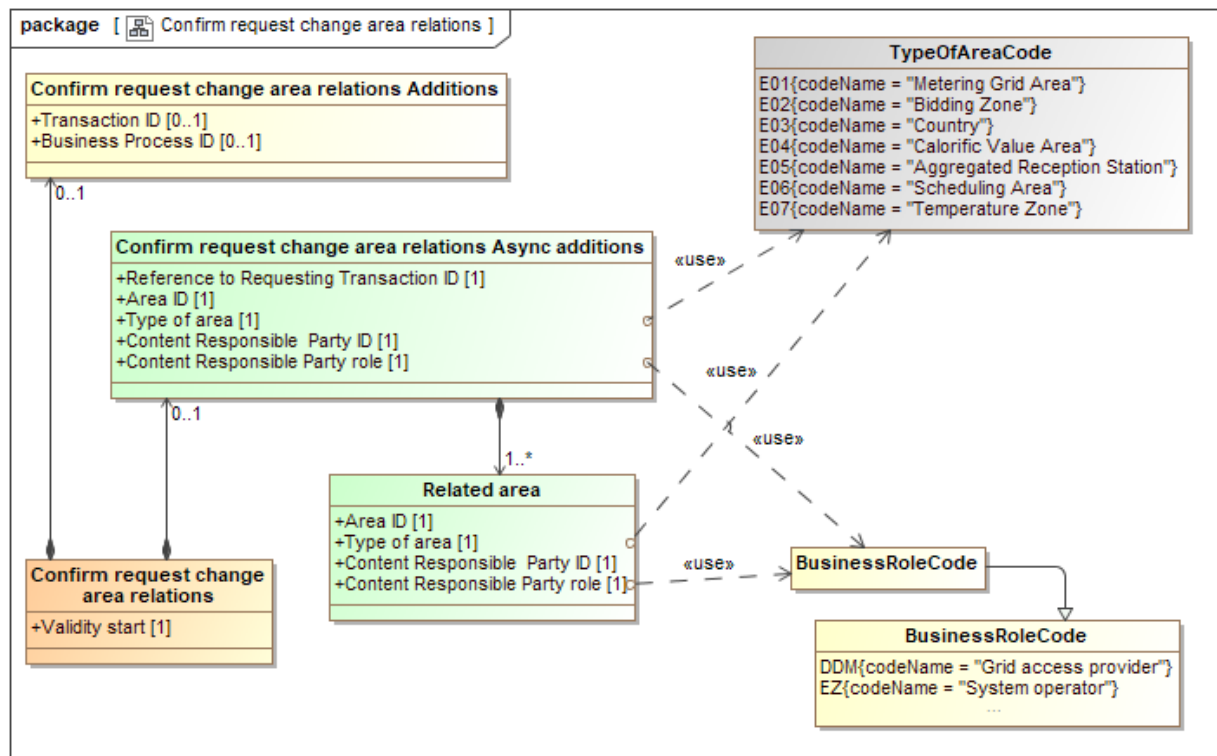 package [ Confirm request change area relations ]
Confirm request change area relations Additions
+Transaction ID [0..1]
+Business Process ID [0..1]
0..1
TypeOfAreaCode
E01{codeName = "Metering Grid Area"}
E02{codeName = "Bidding Zone"}
E03{codeName = "Country"}
E04{codeName = "Calorific Value Area"}
E05{codeName = "Aggregated Reception Station"}
E06{codeName = "Scheduling Area"}
E07{codeName = "Temperature Zone"}
Confirm request change area relations Async additions
+Reference to Requesting Transaction ID [1]
+Area ID [1]
+Type of area [1]
+Content Responsible  Party ID [1]
+Content Responsible Party role [1]
«use»
«use»
«use»
0..1
1..*
Related area
+Area ID [1]
+Type of area [1]
+Content Responsible  Party ID [1]
+Content Responsible Party role [1]
«use»
Confirm request change
area relations
+Validity start [1]
BusinessRoleCode
BusinessRoleCode
DDM{codeName = "Grid access provider"}
EZ{codeName = "System operator"}
...